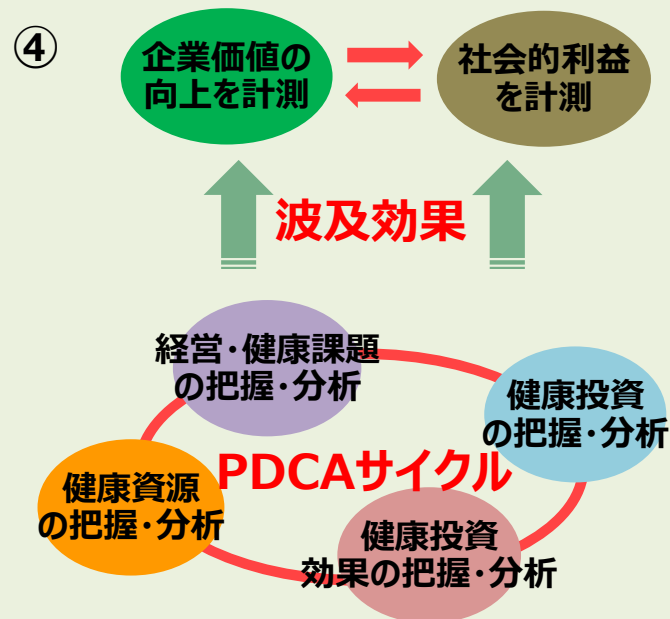 ④
企業価値の
向上を計測
社会的利益
を計測
波及効果
経営・健康課題
の把握・分析
健康投資
の把握・分析
PDCAサイクル
健康資源
の把握・分析
健康投資
効果の把握・分析